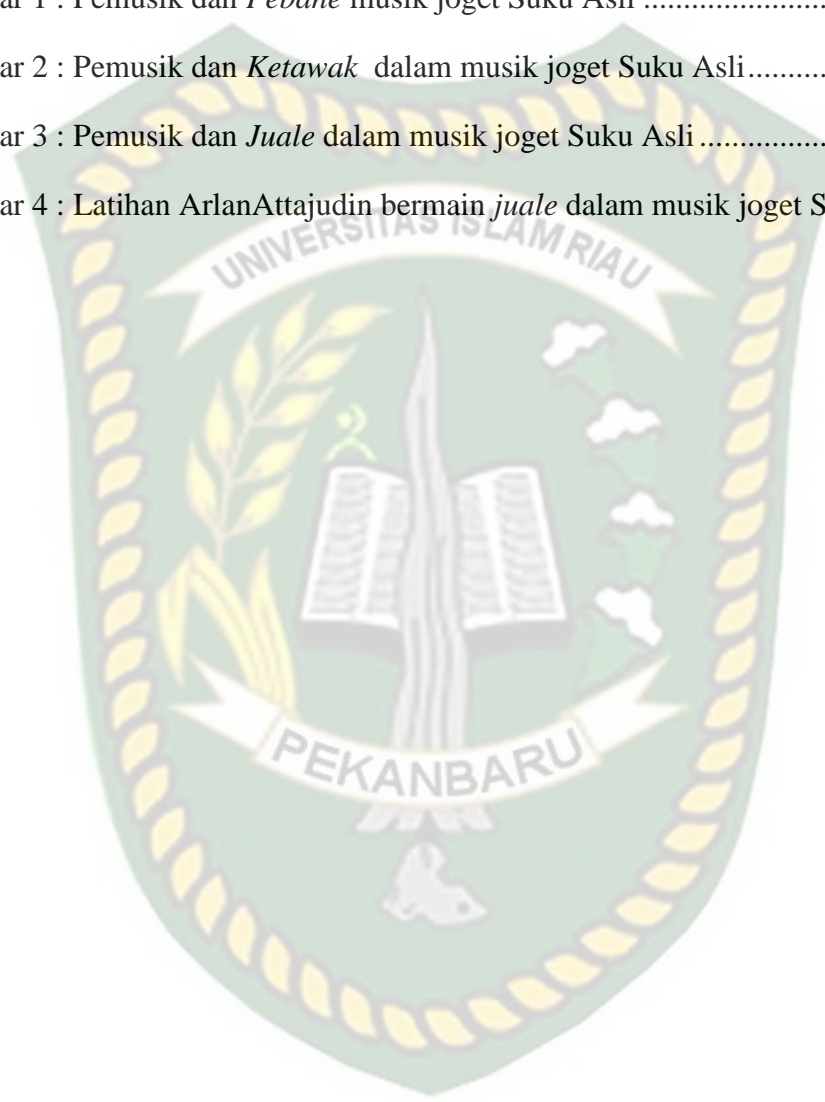 ar 1 : Pemusik dan Pebane musik joget Suku Asli ........................
ar 2 : Pemusik dan Ketawak  dalam musik joget Suku Asli..........
ar 3 : Pemusik dan Juale dalam musik joget Suku Asli ................
ar 4 : Latihan ArlanAttajudin bermain juale dalam musik joget S
UNIVERSITAS ISLAM RIAU
PEKANBARU